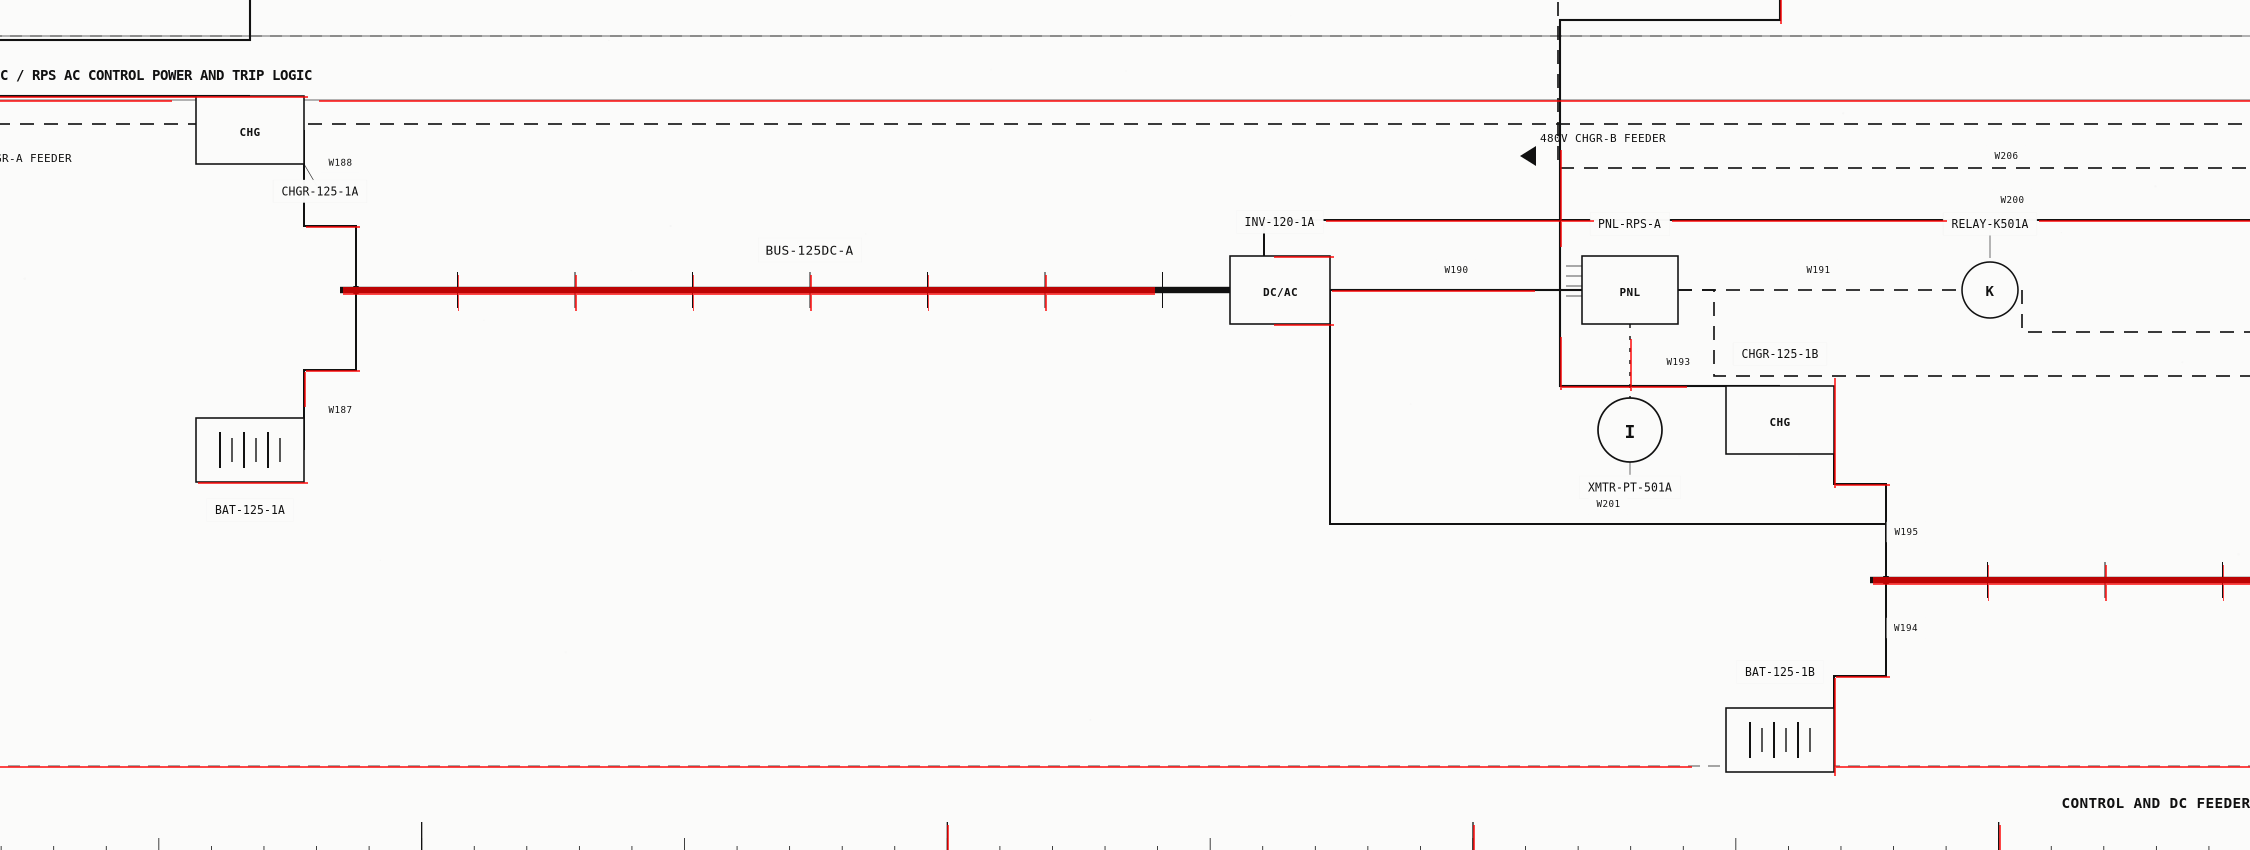 C / RPS AC CONTROL POWER AND TRIP LOGIC
CHG
480V CHGR-B FEEDER
GR-A FEEDER
W188
W206
CHGR-125-1A
W200
INV-120-1A
PNL-RPS-A
RELAY-K501A
BUS-125DC-A
W190
W191
DC/AC
PNL
K
CHGR-125-1B
W193
W187
CHG
I
XMTR-PT-501A
W201
BAT-125-1A
W195
W194
BAT-125-1B
CONTROL AND DC FEEDER